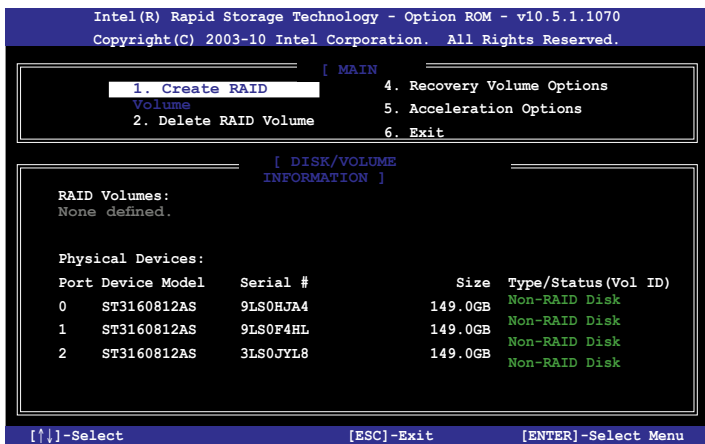 Intel(R) Rapid Storage Technology - Option ROM - v10.5.1.1070
Copyright(C) 2003-10 Intel Corporation. All Rights Reserved.
[ MAIN
1. Create RAID
Volume
2. Delete RAID Volume
4. Recovery Volume Options
5. Acceleration Options
6. Exit
[ DISK/VOLUME
INFORMATION ]
RAID Volumes:
None defined.
Physical Devices:
Port Device Model Serial # Size Type/Status(Vol ID)
0 ST3160812AS 9LS0HJA4 149.0GB Non-RAID Disk
1 ST3160812AS 9LS0F4HL 149.0GB Non-RAID Disk
2 ST3160812AS 3LS0JYL8 149.0GB Non-RAID Disk
Non-RAID Disk
[↑↓]-Select [ESC]-Exit [ENTER]-Select Menu